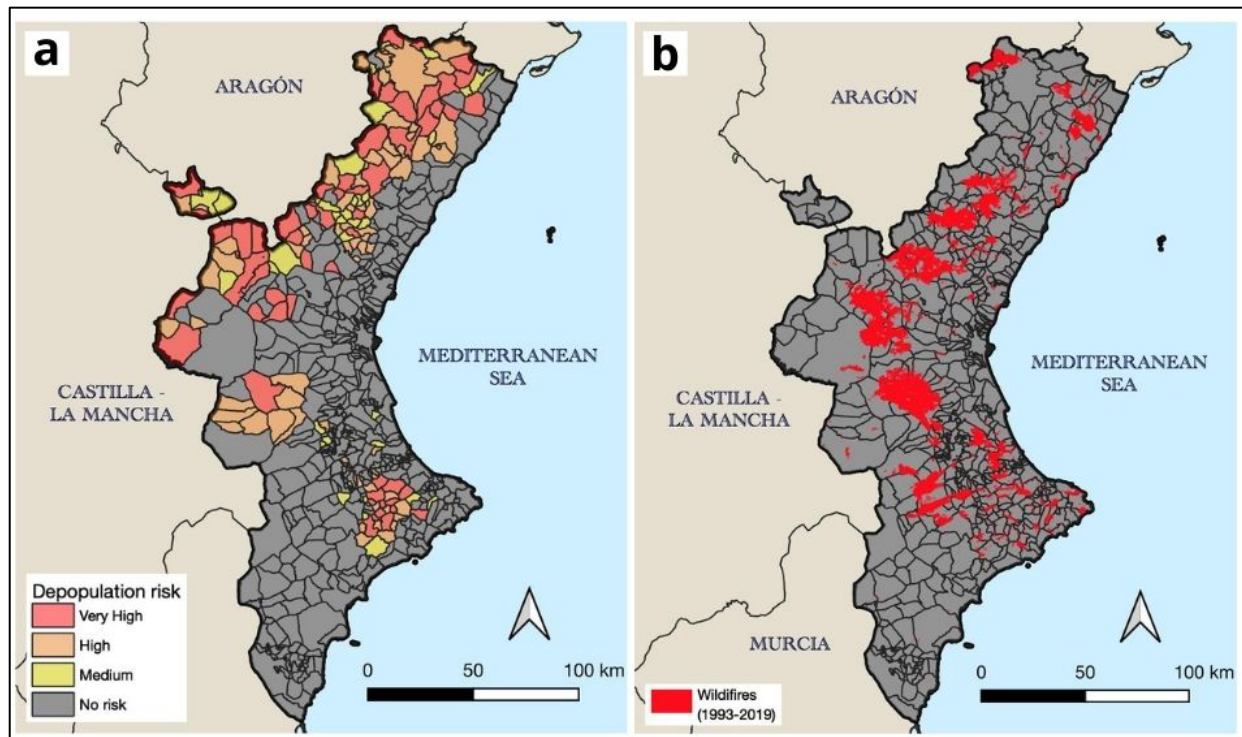 a
ARAGÓN
CASTILLA -
LA MANCHA
MEDITERRANEAN
SEA
Depopulation risk
Very High
High
Medium
No risk
0 50 100 km
b
ARAGÓN
CASTILLA -
LA MANCHA
MEDITERRANEAN
SEA
MURCIA
Wildifires
(1993-2019)
0 50 100 km